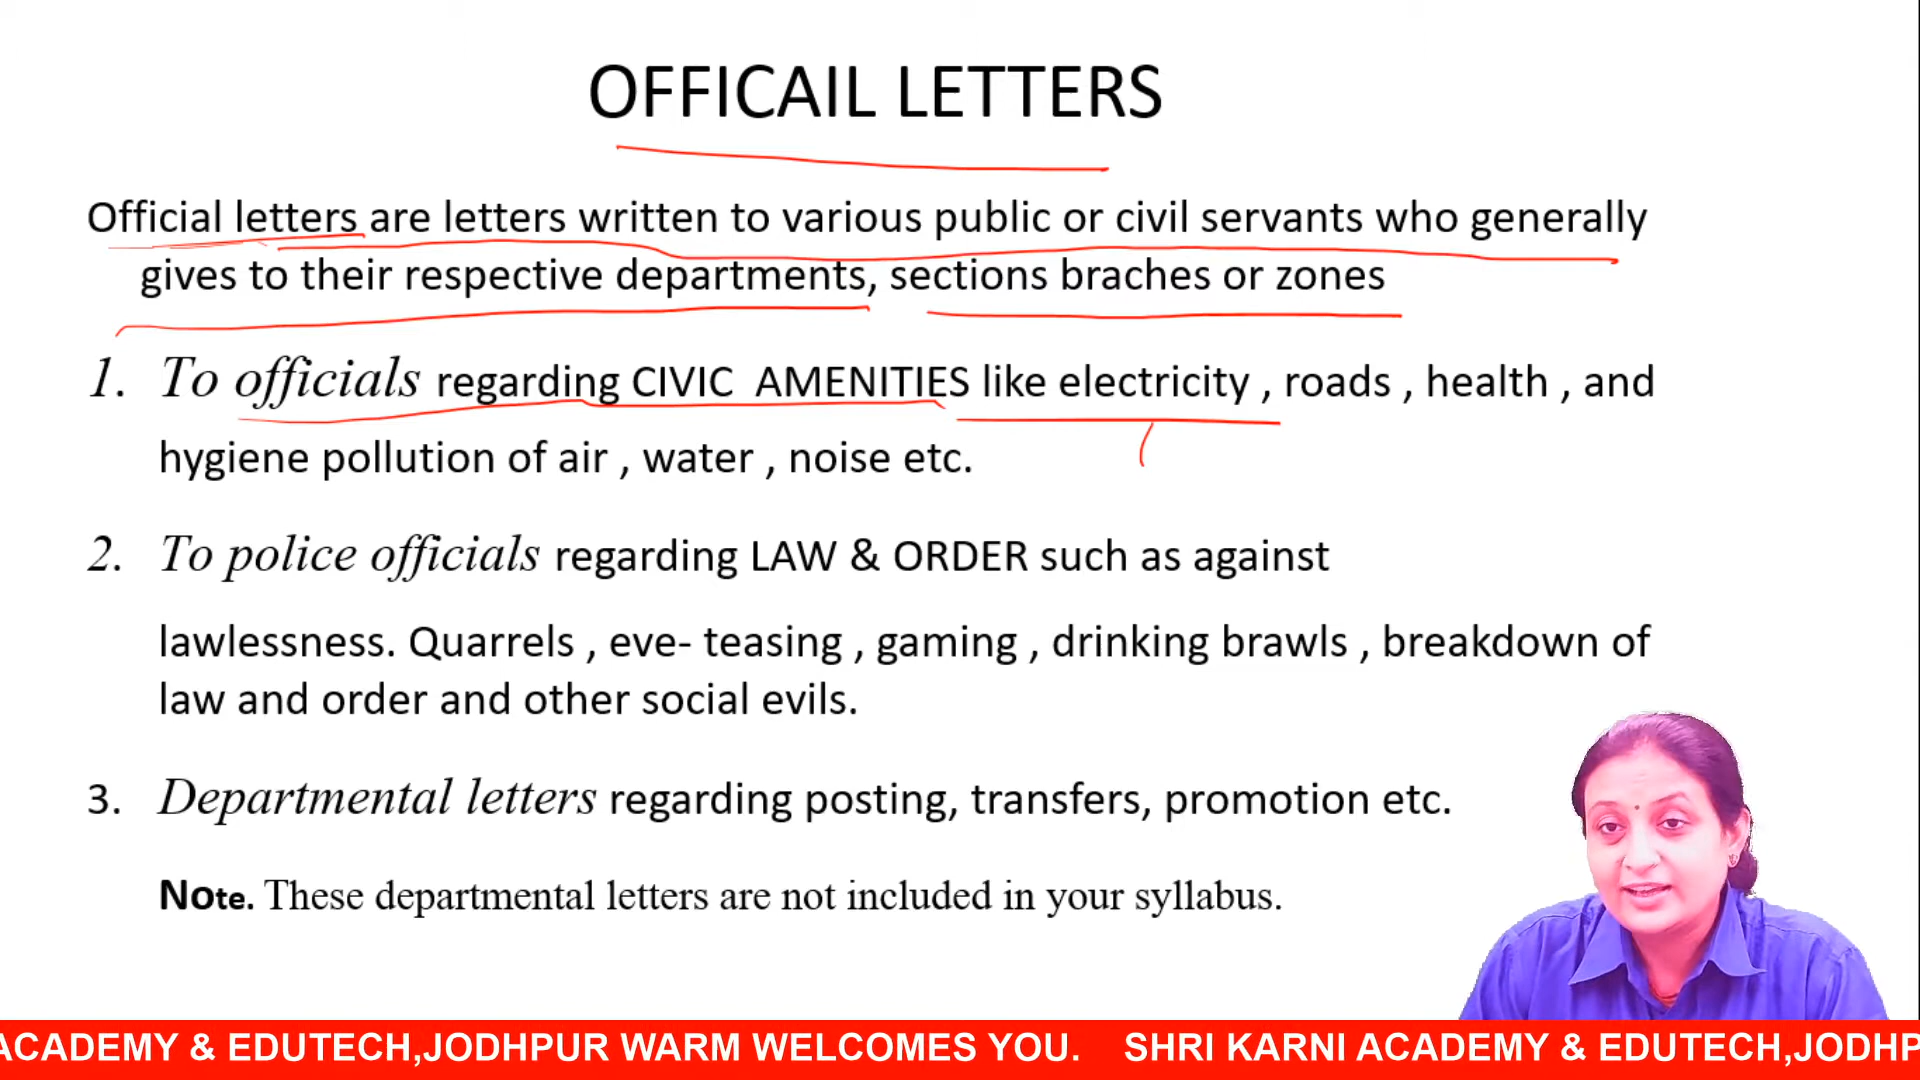 OFFICAIL LETTERS
Official letters are letters written to various public or civil servants who generally
gives to their respective departments, sections braches or zones
1. To officials regarding CIVIC AMENITIES like electricity , roads , health , and
hygiene pollution of air , water , noise etc.
2. To police officials regarding LAW & ORDER such as against
lawlessness. Quarrels , eve- teasing , gaming , drinking brawls , breakdown of
law and order and other social evils.
3. Departmental letters regarding posting, transfers, promotion etc.
Note. These departmental letters are not included in your syllabus.
ACADEMY & EDUTECH,JODHPUR WARM WELCOMES YOU. SHRI KARNI ACADEMY & EDUTECH,JODHP